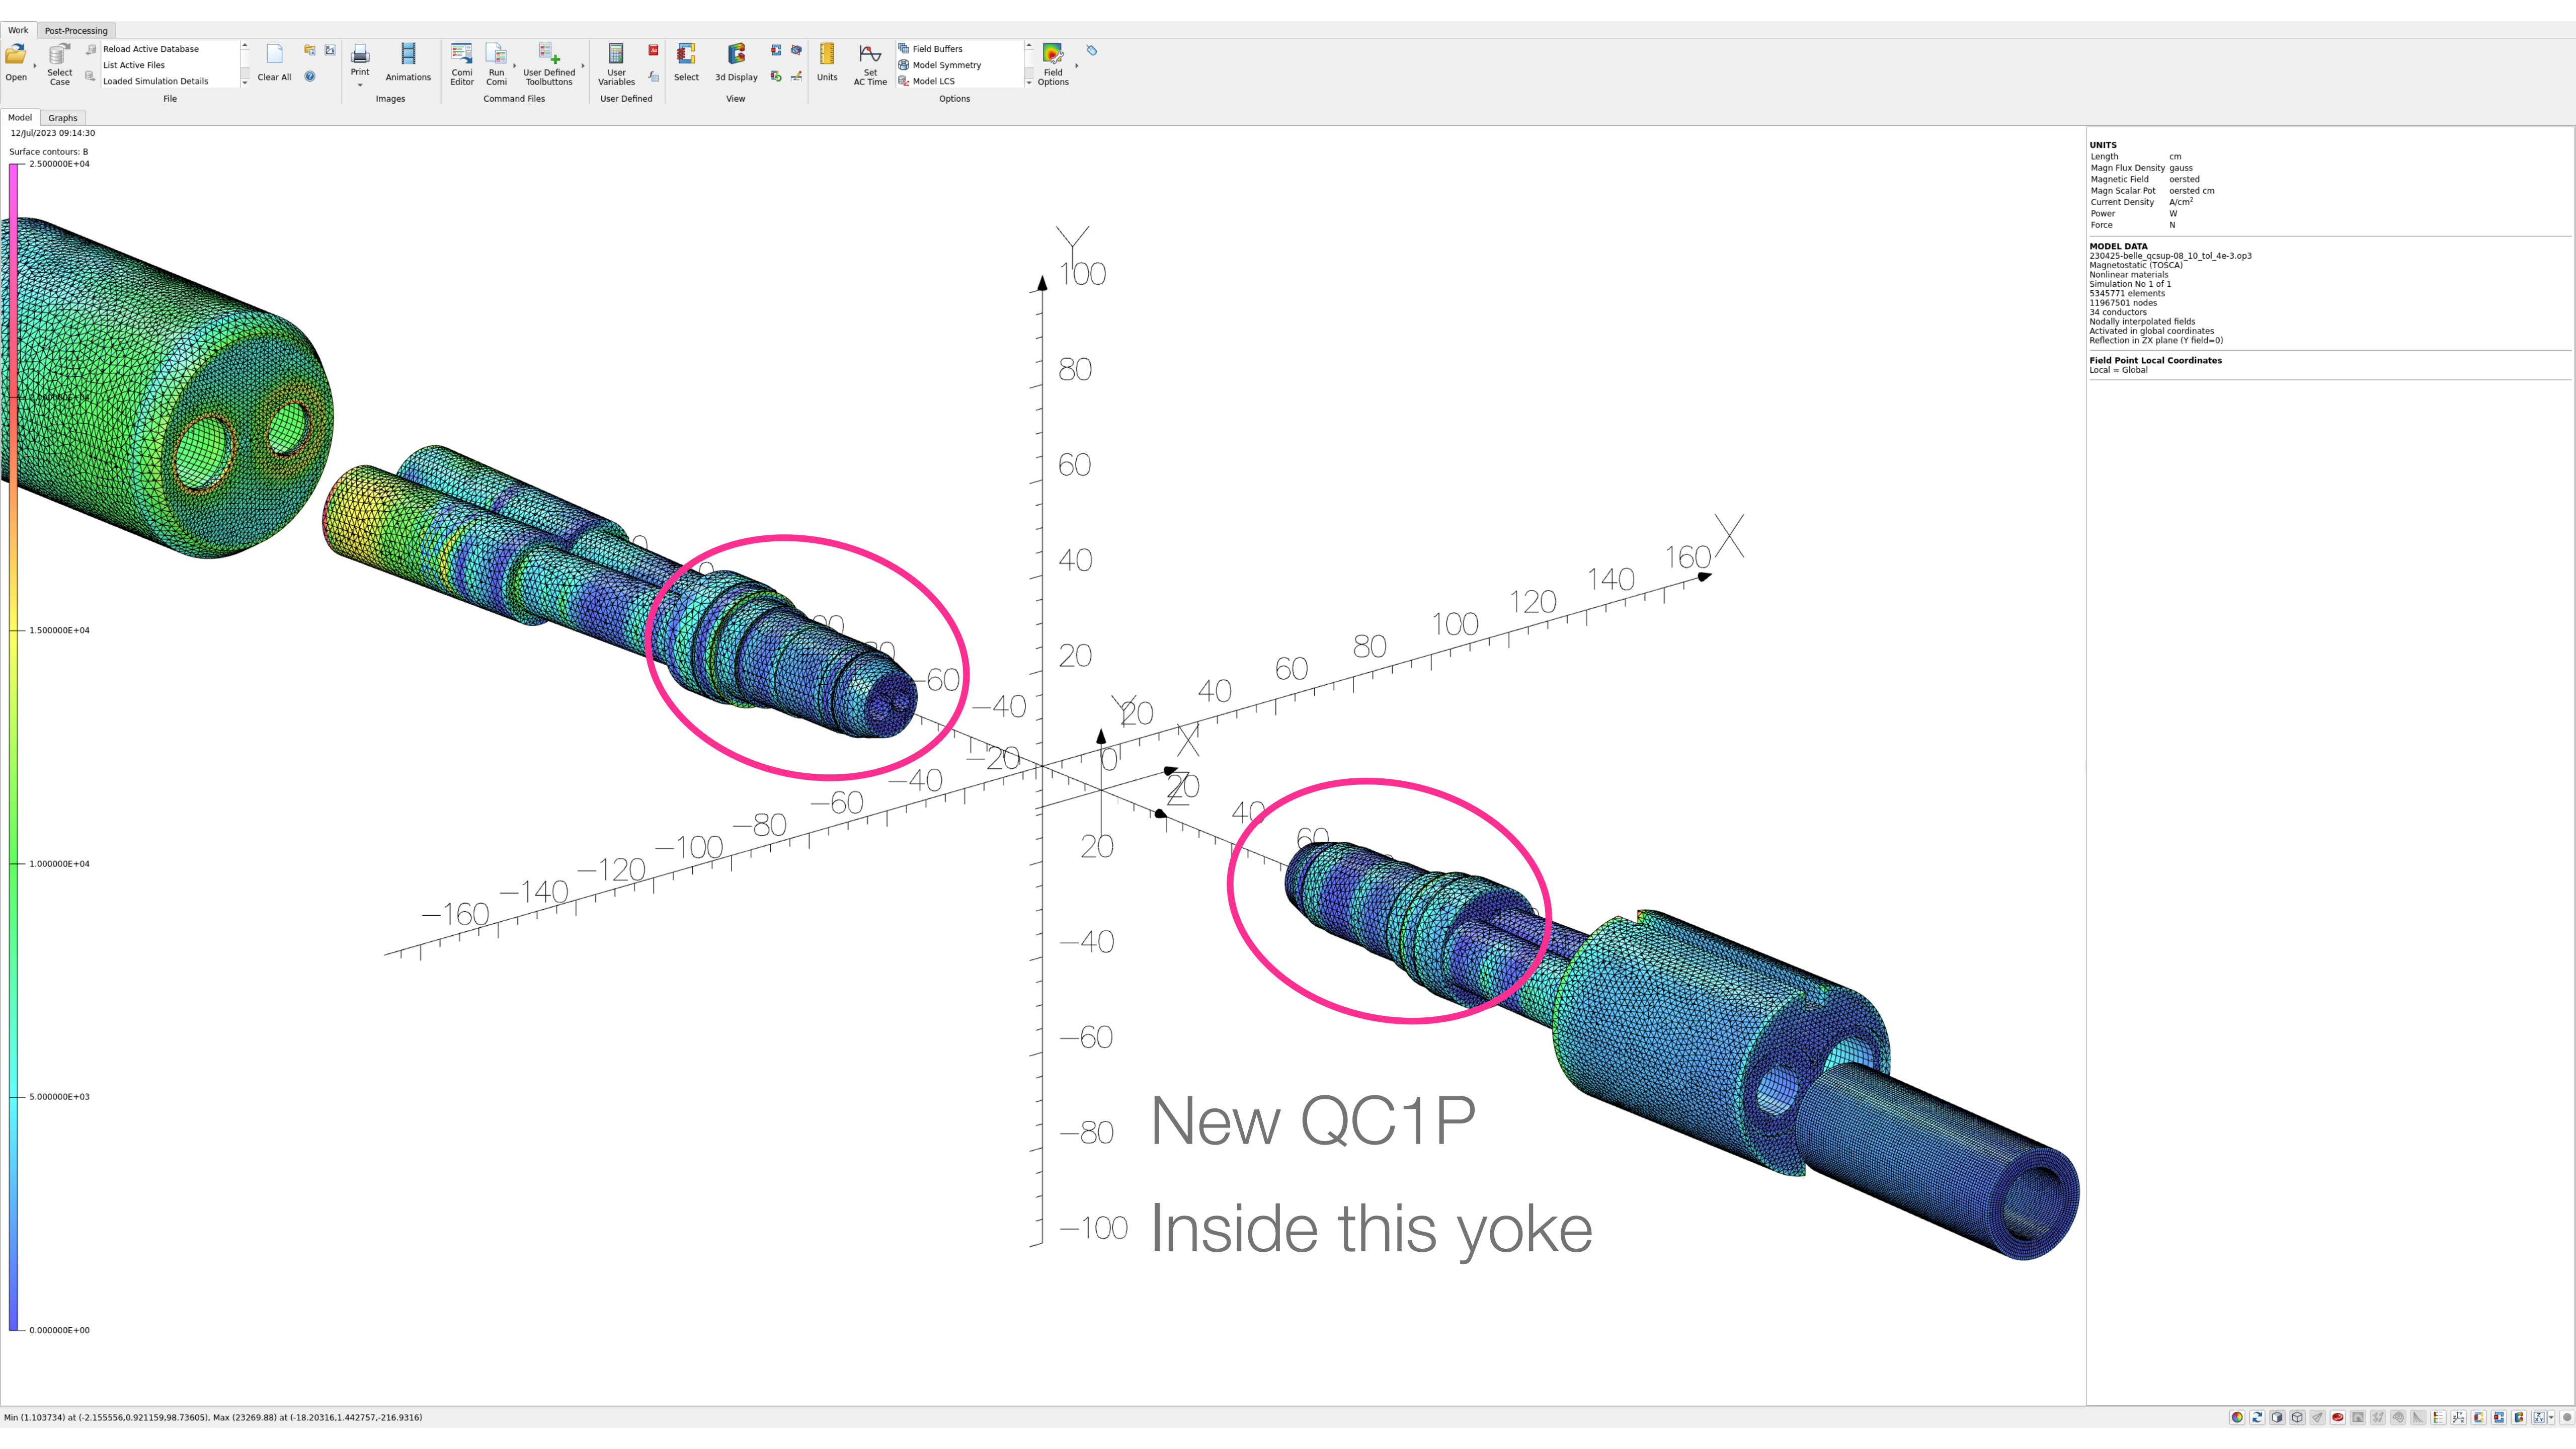 Work Post-Processing
Open
Select Case
Reload Active Database
List Active Files
Loaded Simulation Details
Clear All
File
Print
Animations
Images
Comi Editor
Run Comi
User Defined Toolbuttons
Command Files
User Variables
User Defined
Select
3d Display
View
Units
Set AC Time
Field Buffers
Model Symmetry
Model LCS
Field Options
Options
Model Graphs
12/Jul/2023 09:14:30
Surface contours: B
2.500000E+04
1.500000E+04
1.000000E+04
5.000000E+03
0.000000E+00
Y
100
80
60
40
20
20
−40
−60
−80
−100
X
160
140
120
100
80
60
40
20
0
−20
−40
−60
−80
−100
−120
−140
−160
−60
−40
Y
X
Z
20
40
60
New QC1P
Inside this yoke
UNITS
Length cm
Magn Flux Density gauss
Magnetic Field oersted
Magn Scalar Pot oersted cm
Current Density A/cm²
Power W
Force N
MODEL DATA
230425-belle_qcsup-08_10_tol_4e-3.op3
Magnetostatic (TOSCA)
Nonlinear materials
Simulation No 1 of 1
5345771 elements
11967501 nodes
34 conductors
Nodally interpolated fields
Activated in global coordinates
Reflection in ZX plane (Y field=0)
Field Point Local Coordinates
Local = Global
Min (1.103734) at (-2.155556,0.921159,98.73605), Max (23269.88) at (-18.20316,1.442757,-216.9316)